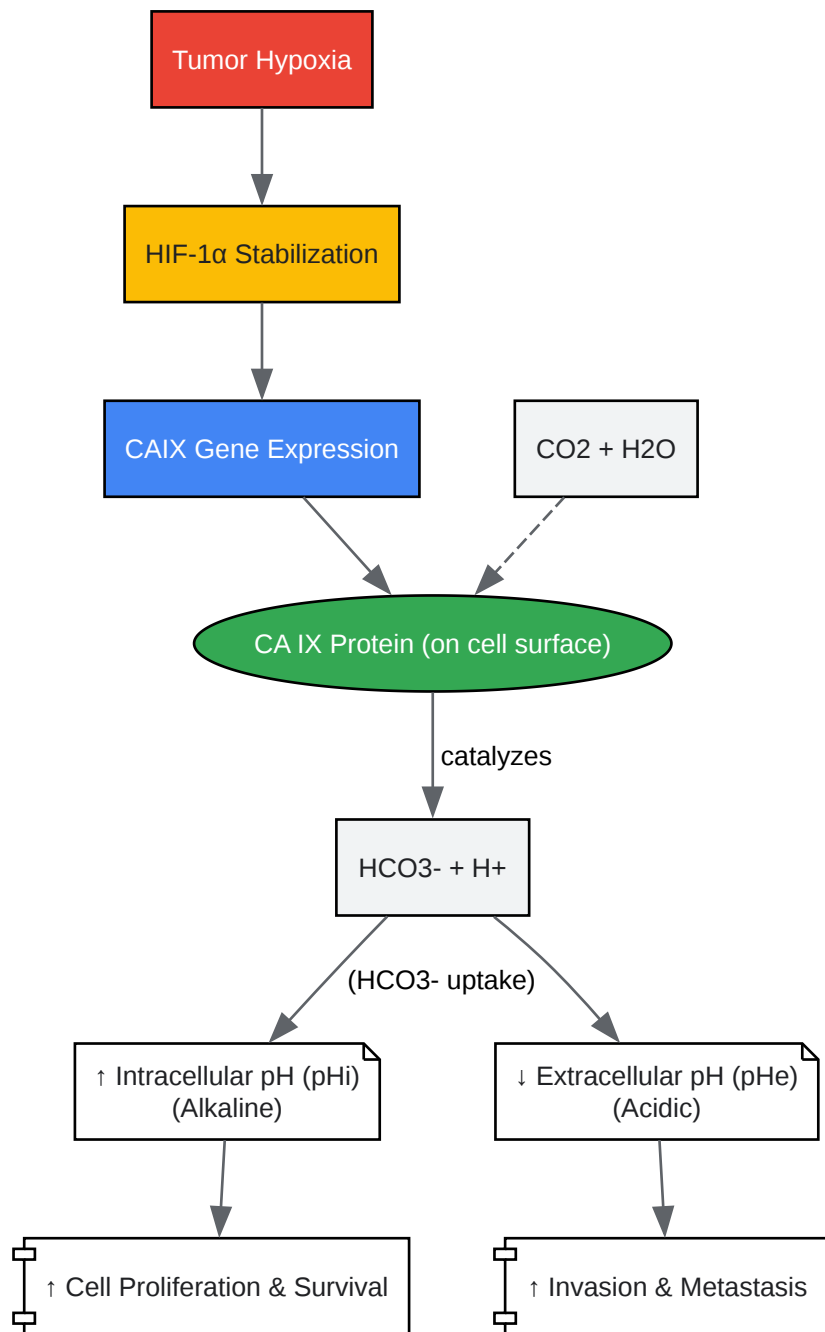 Tumor Hypoxia
HIF-1α Stabilization
CAIX Gene Expression
CO2 + H2O
CA IX Protein (on cell surface)
catalyzes
HCO3- + H+
(HCO3- uptake)
↑ Intracellular pH (pHi)
(Alkaline)
↓ Extracellular pH (pHe)
(Acidic)
↑ Cell Proliferation & Survival
↑ Invasion & Metastasis